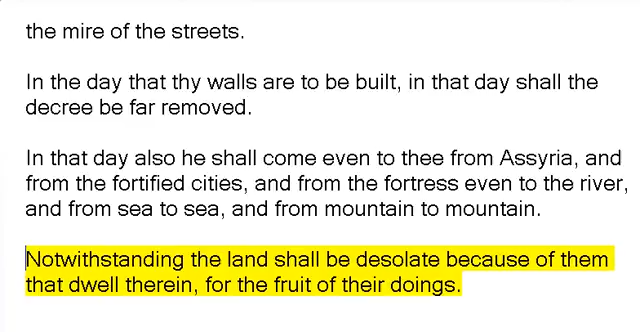 the mire of the streets.
In the day that thy walls are to be built, in that day shall the
decree be far removed.
In that day also he shall come even to thee from Assyria, and
from the fortified cities, and from the fortress even to the river,
and from sea to sea, and from mountain to mountain.
Notwithstanding the land shall be desolate because of them
that dwell therein, for the fruit of their doings.